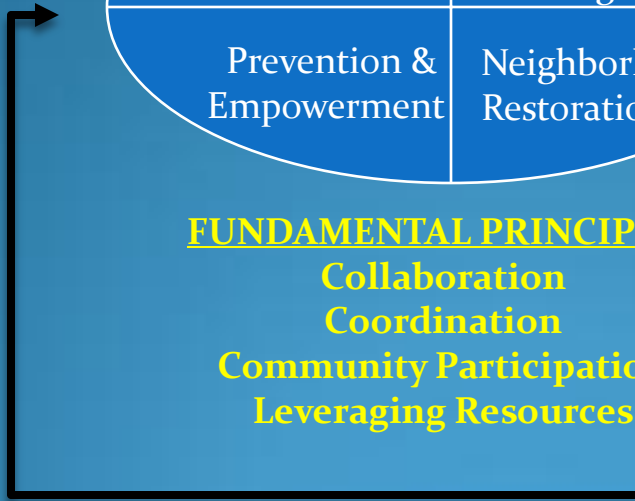 Prevention &
Empowerment
Neighbor
Restoratio
FUNDAMENTAL PRINCIP
Collaboration
Coordination
Community Participatio
Leveraging Resources